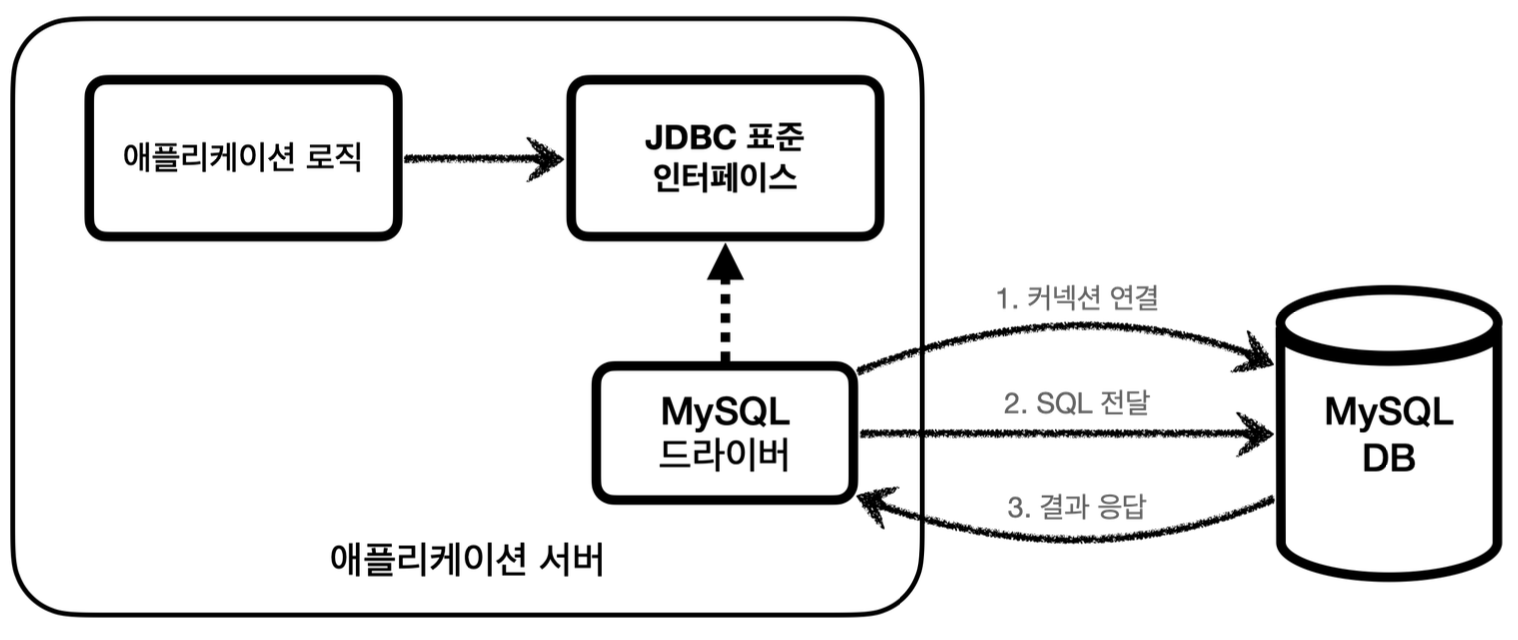 애플리케이션 로직
JDBC 표준
인터페이스
1. 커넥션 연결
MySQL
드라이버
2. SQL 전달
MySQL
DB
3. 결과 응답
애플리케이션 서버